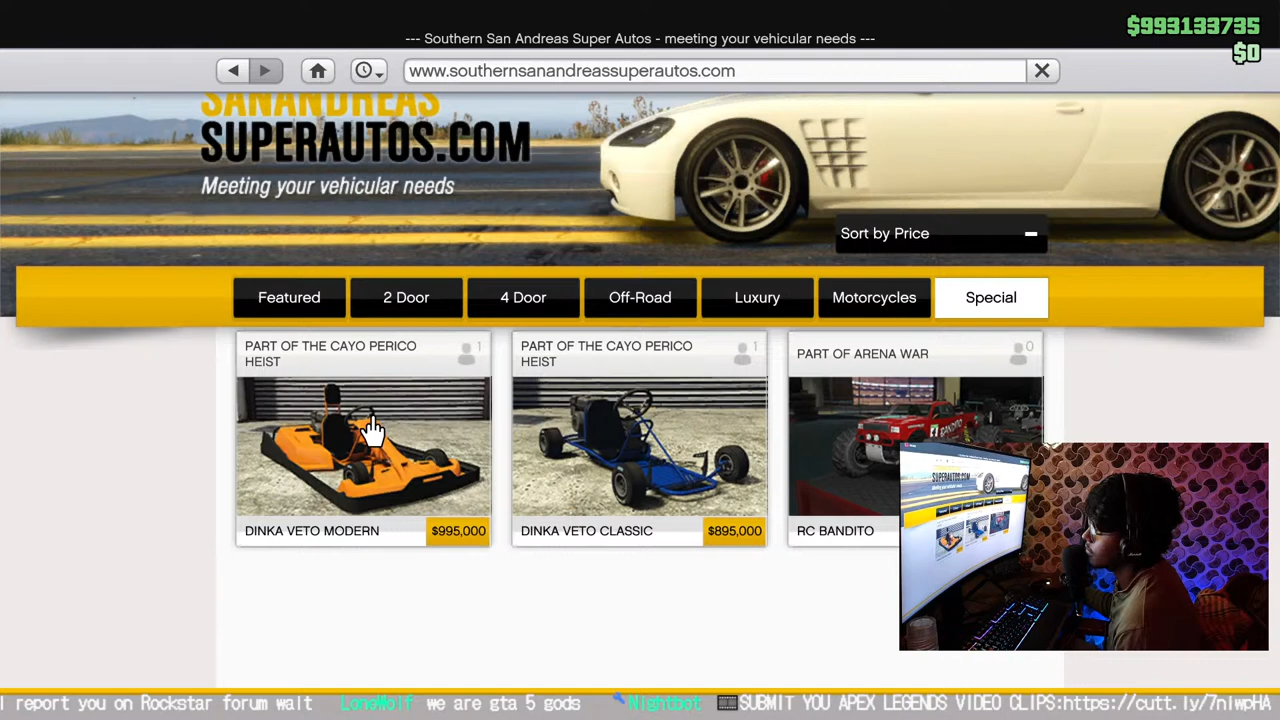 $993133735
--- Southern San Andreas Super Autos - meeting your vehicular needs ---
$0
www.southernsanandreassuperautos.com
SANANDREAS
SUPERAUTOS.COM
Meeting your vehicular needs
Sort by Price
Featured
2 Door
4 Door
Off-Road
Luxury
Motorcycles
Special
PART OF THE CAYO PERICO
HEIST
1
DINKA VETO MODERN
$995,000
PART OF THE CAYO PERICO
HEIST
1
DINKA VETO CLASSIC
$895,000
PART OF ARENA WAR
0
BANDITO
RC BANDITO
SUPERAUTOS.COM
I report you on Rockstar forum wait LoneWolf we are gta 5 gods Nightbot SUBMIT YOU APEX LEGENDS VIDEO CLIPS:https://cutt.ly/7nIwpHA